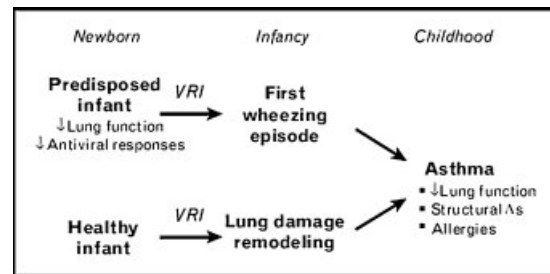 Newborn Infancy Childhood
Predisposed infant
↓Lung function
↓Antiviral responses
VRI
First wheezing episode
Healthy infant
VRI
Lung damage remodeling
Asthma
▪ ↓Lung function
▪ Structural Λs
▪ Allergies